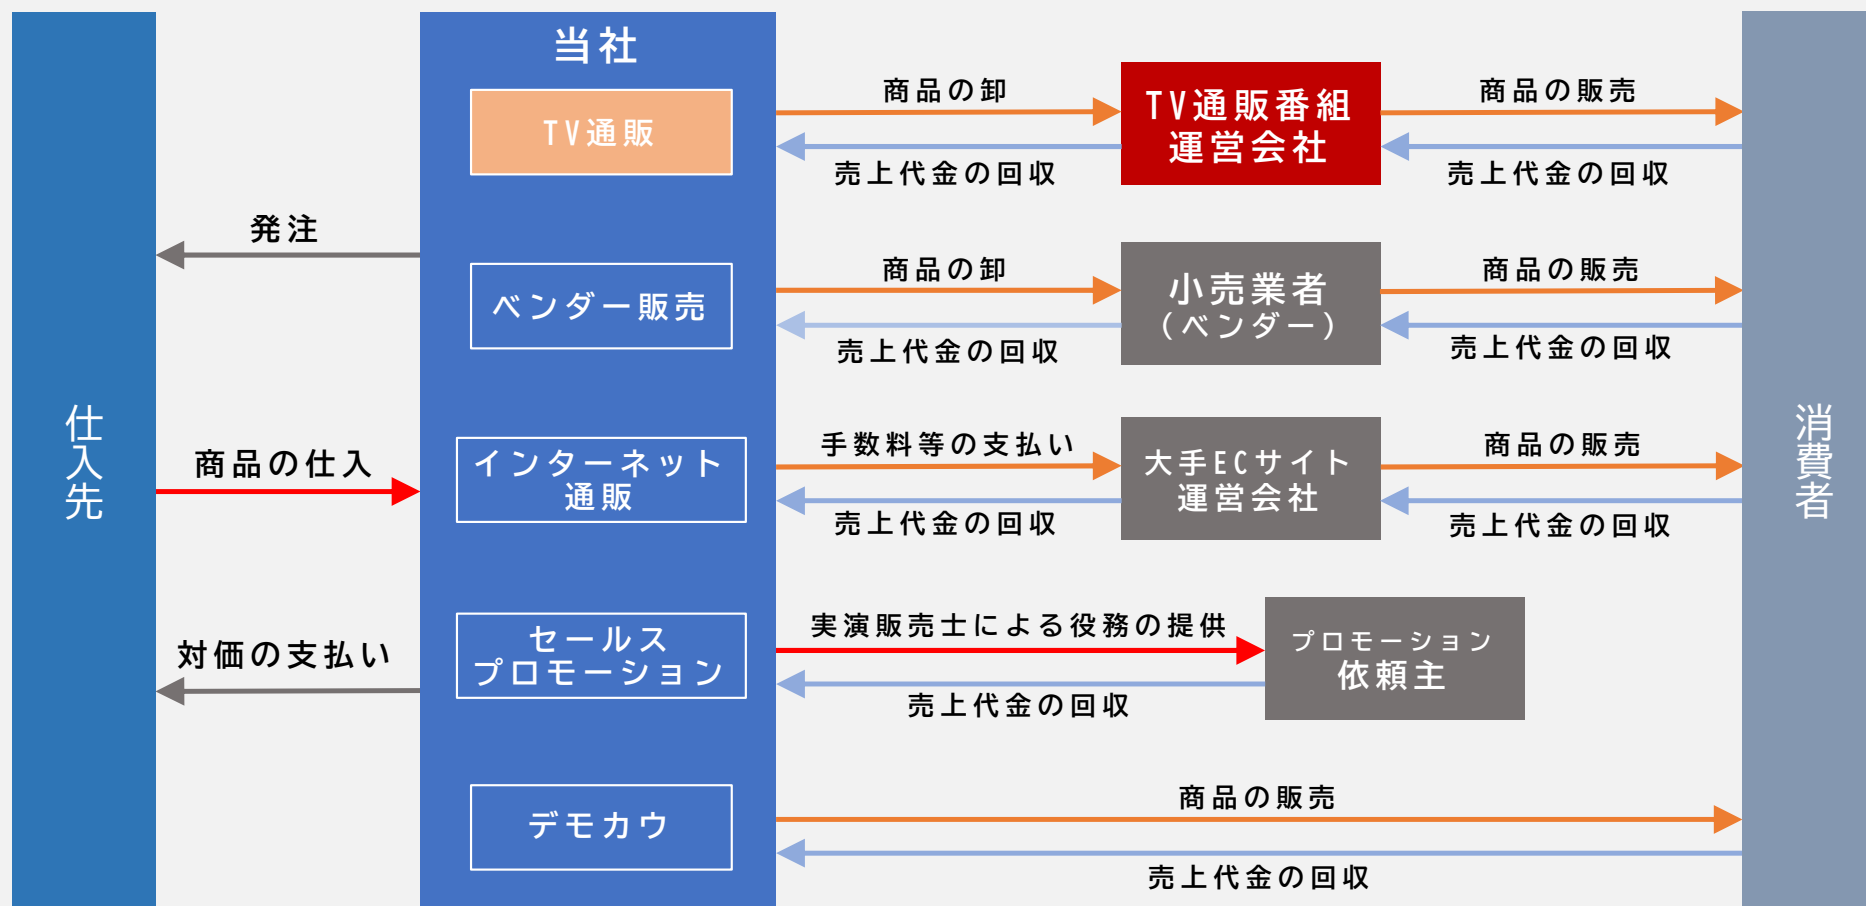 仕入先
発注
商品の仕入
対価の支払い
当社
TV通販
商品の卸
売上代金の回収
TV通販番組
運営会社
商品の販売
売上代金の回収
ベンダー販売
商品の卸
売上代金の回収
小売業者
(ベンダー)
商品の販売
売上代金の回収
インターネット
通販
手数料等の支払い
売上代金の回収
大手ECサイト
運営会社
商品の販売
売上代金の回収
セールス
プロモーション
実演販売士による役務の提供
売上代金の回収
プロモーション
依頼主
デモカウ
商品の販売
売上代金の回収
消費者